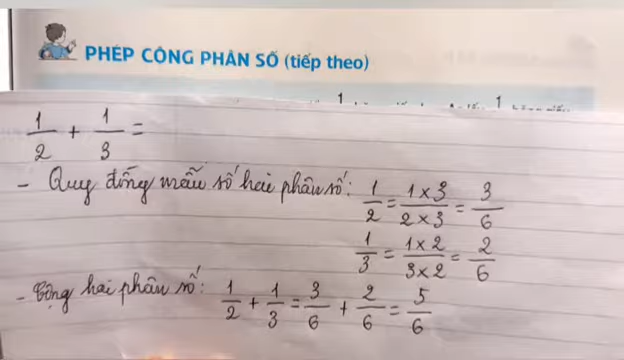 PHÉP CỘNG PHÂN SỐ (tiếp theo)
1/2 + 1/3 =
- Quy đồng mẫu số hai phân số: 1/2 = 1 x 3 / 2 x 3 = 3/6
1/3 = 1 x 2 / 3 x 2 = 2/6
- Cộng hai phân số: 1/2 + 1/3 = 3/6 + 2/6 = 5/6